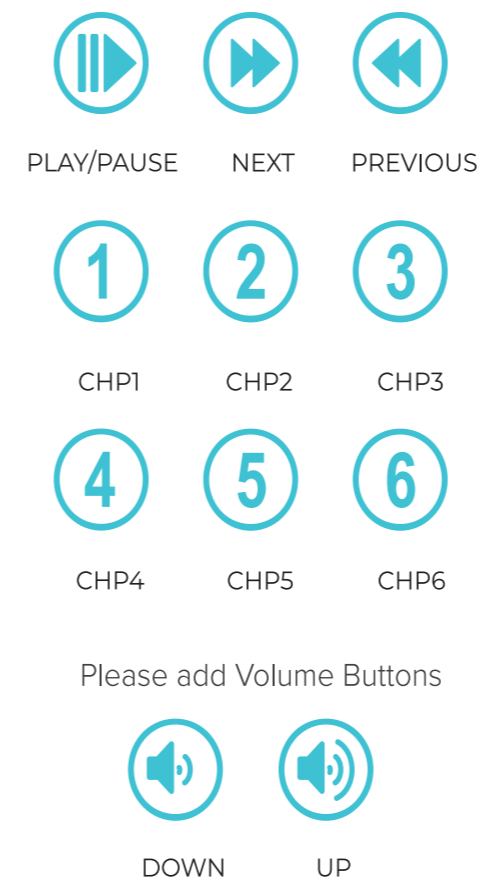 PLAY/PAUSE NEXT PREVIOUS
1 2 3
CHP1 CHP2 CHP3
4 5 6
CHP4 CHP5 CHP6
Please add Volume Buttons
DOWN UP